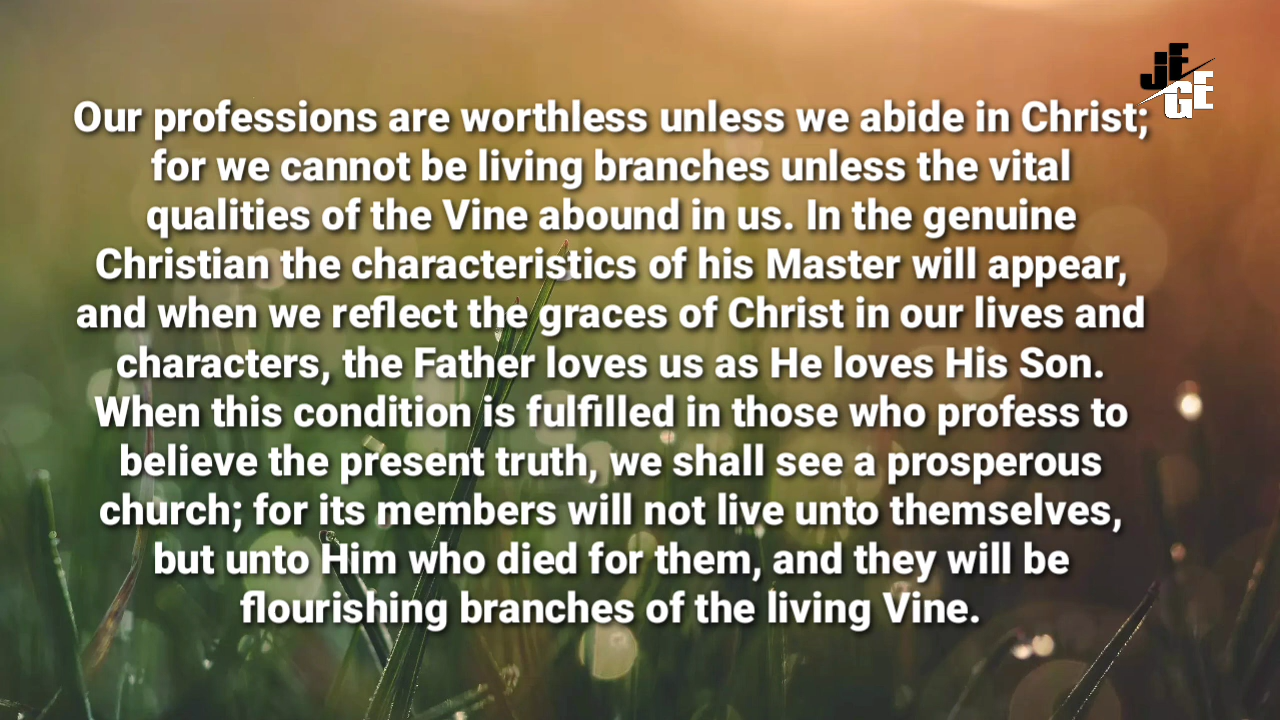 JFF
GFE
Our professions are worthless unless we abide in Christ;
for we cannot be living branches unless the vital
qualities of the Vine abound in us. In the genuine
Christian the characteristics of his Master will appear,
and when we reflect the graces of Christ in our lives and
characters, the Father loves us as He loves His Son.
When this condition is fulfilled in those who profess to
believe the present truth, we shall see a prosperous
church; for its members will not live unto themselves,
but unto Him who died for them, and they will be
flourishing branches of the living Vine.